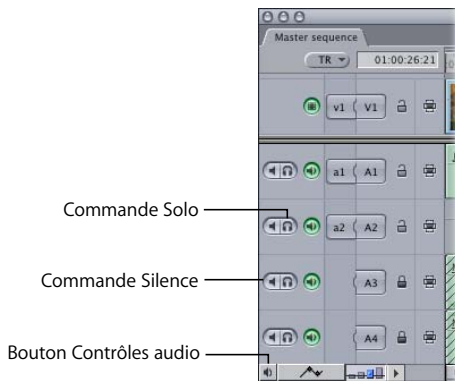 Master sequence
TR 01:00:26:21
v1 V1
a1 A1
Commande Solo
a2 A2
Commande Silence
A3
A4
Bouton Contrôles audio